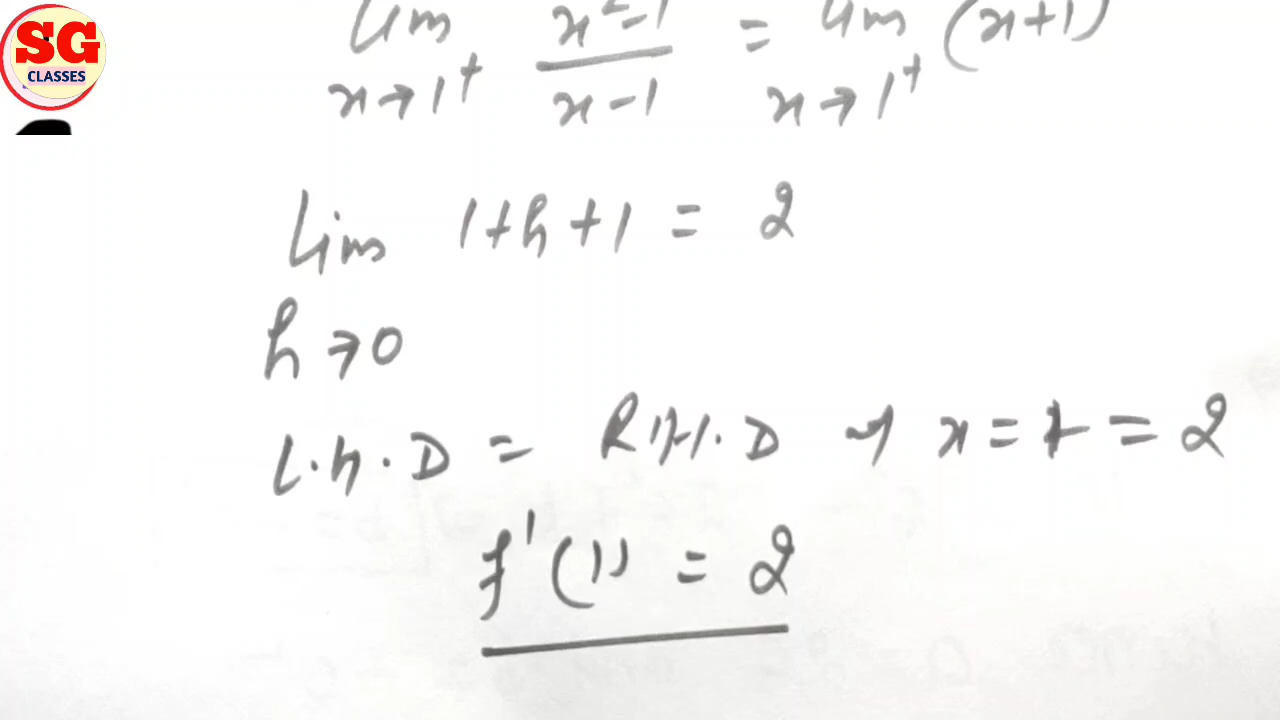 SG
CLASSES
lim x²-1 = lim (x+1)
x→1⁺ x-1 x→1⁺
lim 1+h+1 = 2
h→0
L.H.D = R.H.D at x=1 = 2
f'(1) = 2